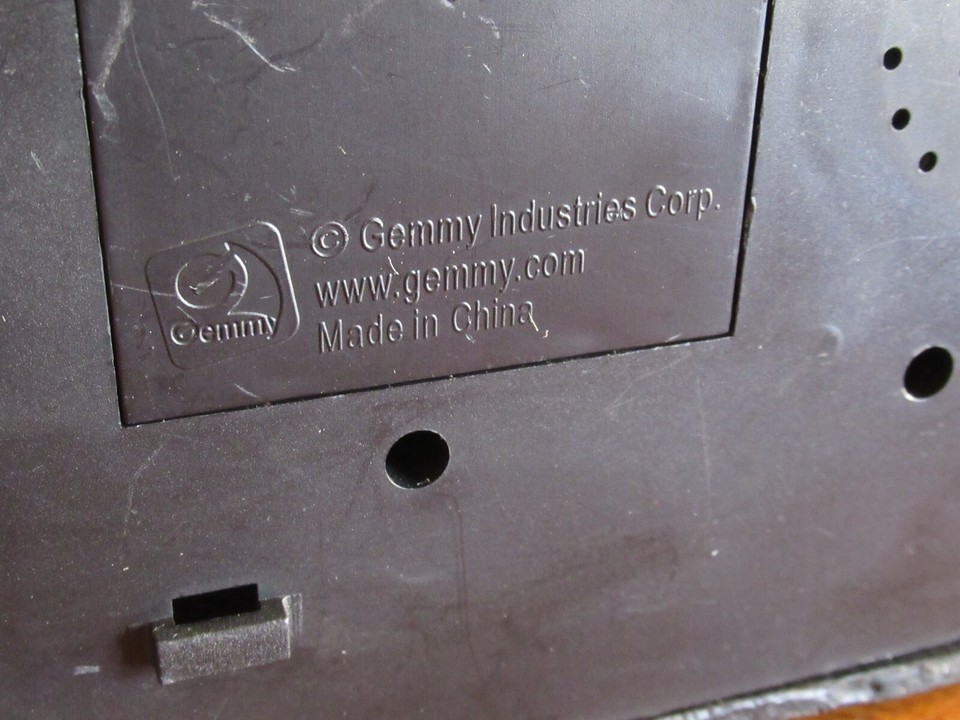 © Gemmy Industries Corp.
www.gemmy.com
Made in China
Gemmy